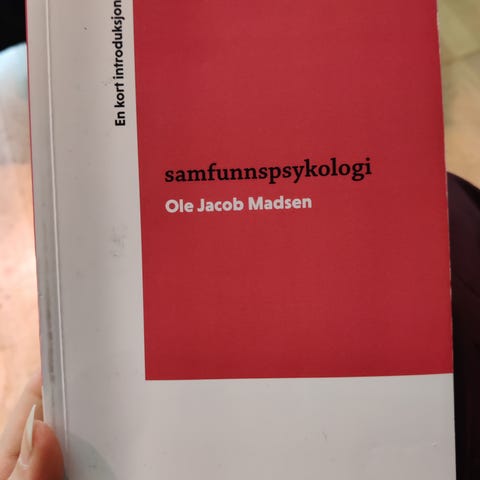 En kort introduksjon
samfunnspsykologi
Ole Jacob Madsen